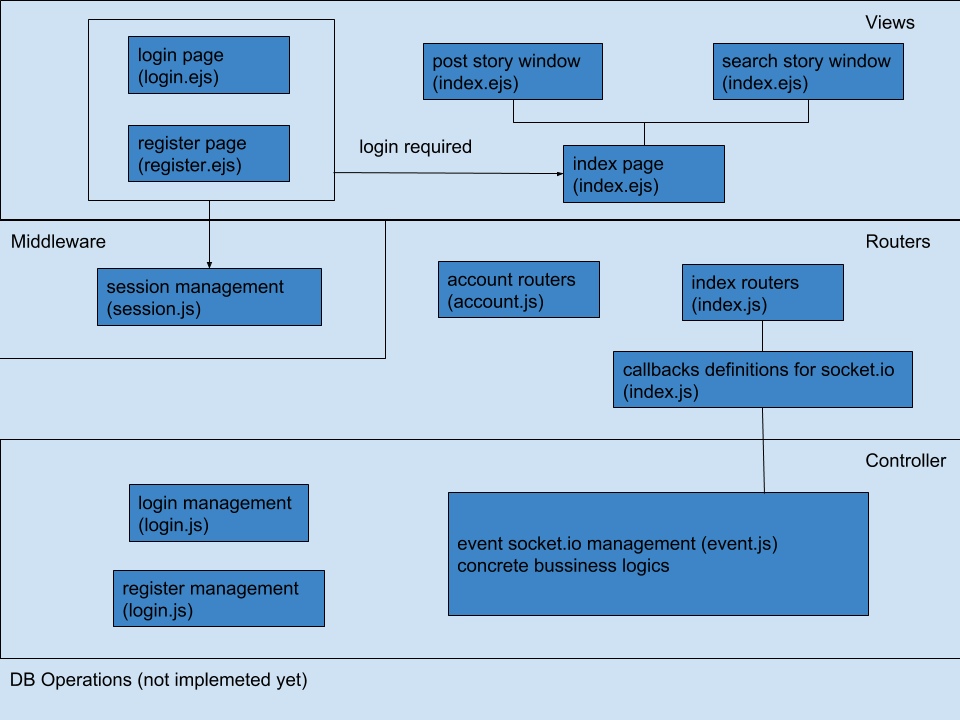 Views
login page
(login.ejs)
post story window
(index.ejs)
search story window
(index.ejs)
register page
(register.ejs)
login required
index page
(index.ejs)
Middleware
Routers
session management
(session.js)
account routers
(account.js)
index routers
(index.js)
callbacks definitions for socket.io
(index.js)
Controller
login management
(login.js)
event socket.io management (event.js)
concrete bussiness logics
register management
(login.js)
DB Operations (not implemeted yet)